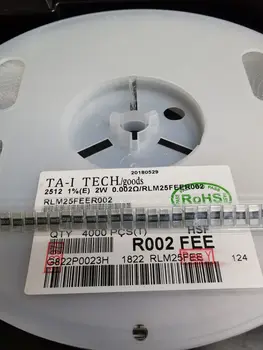 20180529
TA-I TECH/goods
2512 1%(E) 2W 0.002Ω/RLM25FEER002
RLM25FEER002
RoHS
QTY 4000 PCS(1) HSF
R002 FEE
G822P0023H 1822 RLM25FEE 124